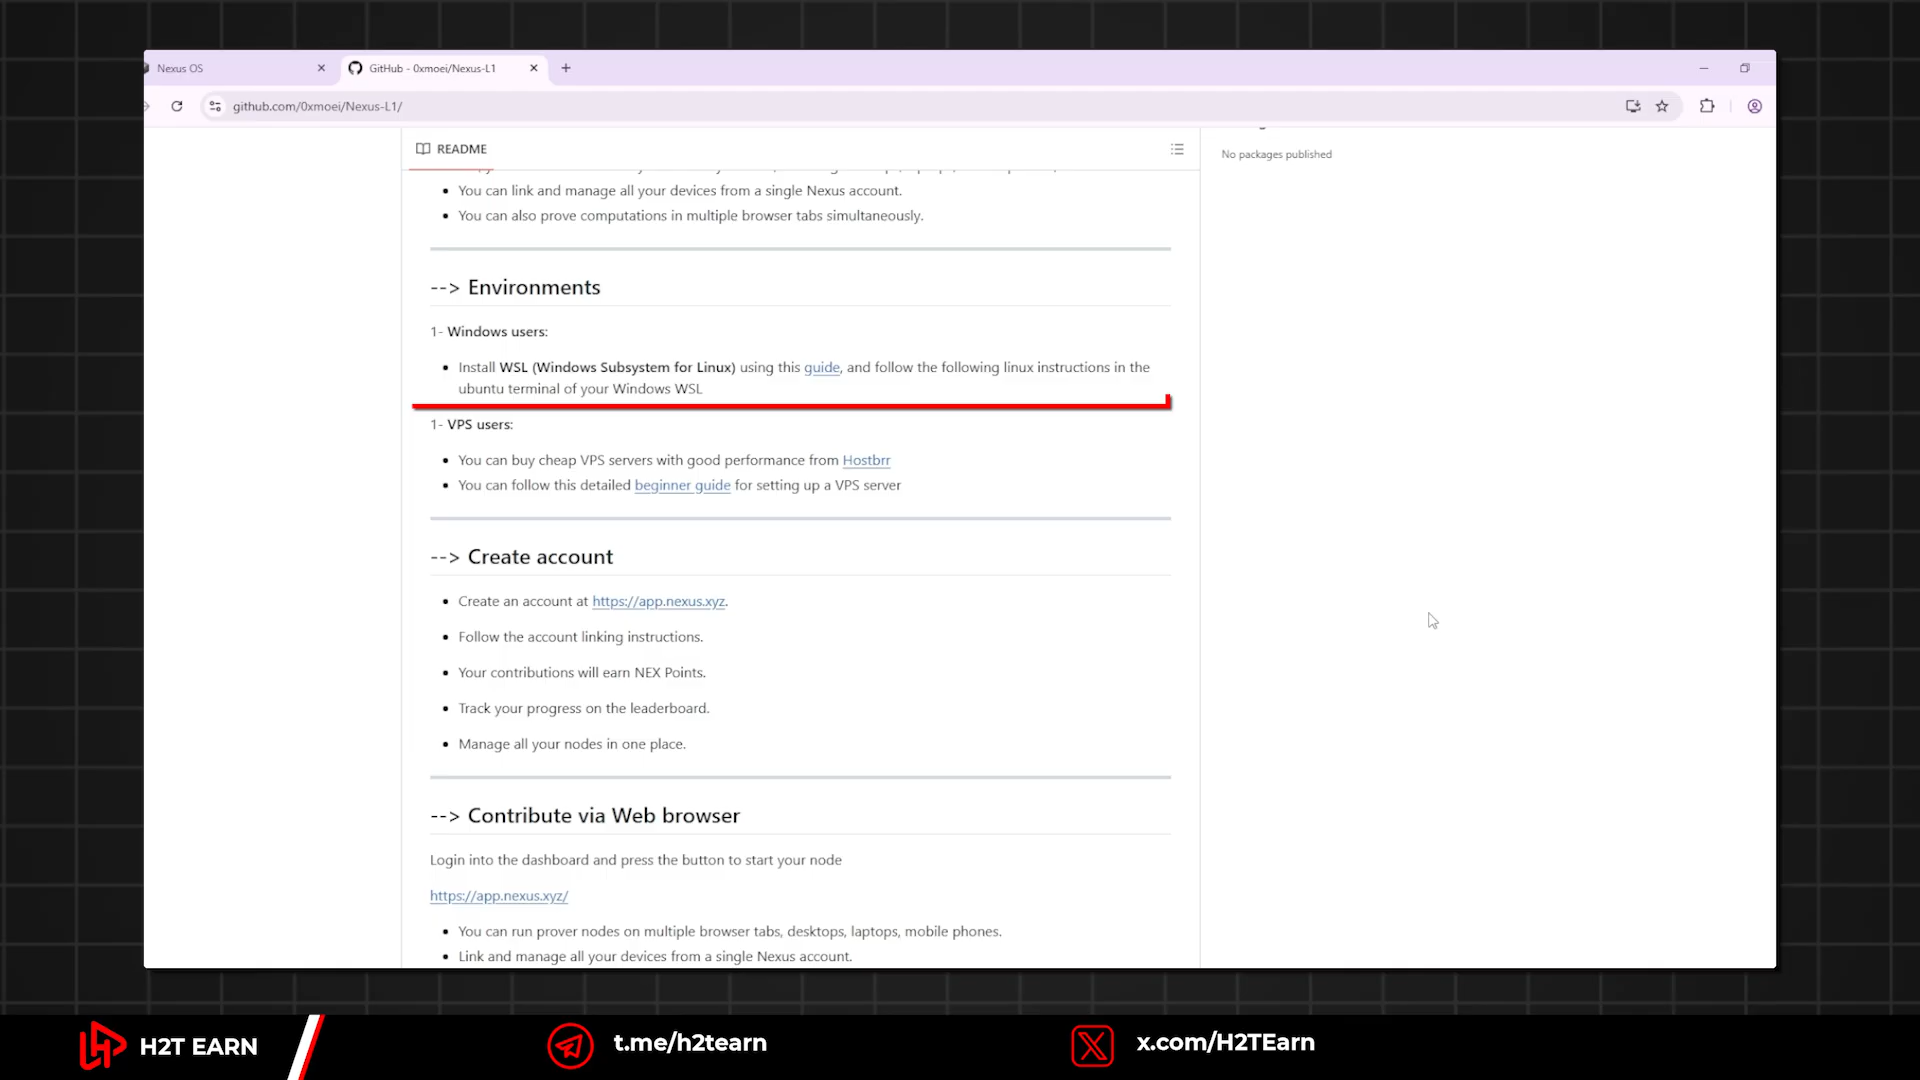 Nexus OS
GitHub - 0xmoei/Nexus-L1
github.com/0xmoei/Nexus-L1/
README
No packages published
You can link and manage all your devices from a single Nexus account.
You can also prove computations in multiple browser tabs simultaneously.
--> Environments
1- Windows users:
Install WSL (Windows Subsystem for Linux) using this guide, and follow the following linux instructions in the
ubuntu terminal of your Windows WSL
1- VPS users:
You can buy cheap VPS servers with good performance from Hostbrr
You can follow this detailed beginner guide for setting up a VPS server
--> Create account
Create an account at https://app.nexus.xyz.
Follow the account linking instructions.
Your contributions will earn NEX Points.
Track your progress on the leaderboard.
Manage all your nodes in one place.
--> Contribute via Web browser
Login into the dashboard and press the button to start your node
https://app.nexus.xyz/
You can run prover nodes on multiple browser tabs, desktops, laptops, mobile phones.
Link and manage all your devices from a single Nexus account.
H2T EARN
t.me/h2tearn
x.com/H2TEarn